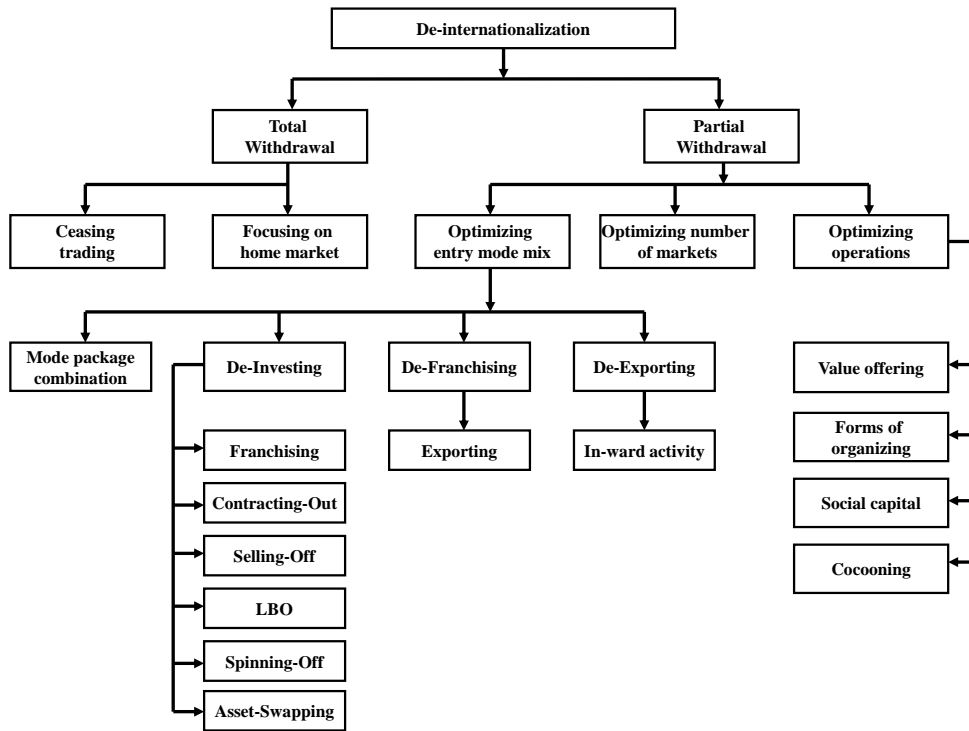 De-internationalization
Total
Withdrawal
Partial
Withdrawal
Ceasing
trading
Focusing on
home market
Optimizing
entry mode mix
Optimizing number
of markets
Optimizing
operations
Mode package
combination
De-Investing
De-Franchising
De-Exporting
Value offering
Franchising
Exporting
In-ward activity
Forms of
organizing
Contracting-Out
Social capital
Selling-Off
Cocooning
LBO
Spinning-Off
Asset-Swapping